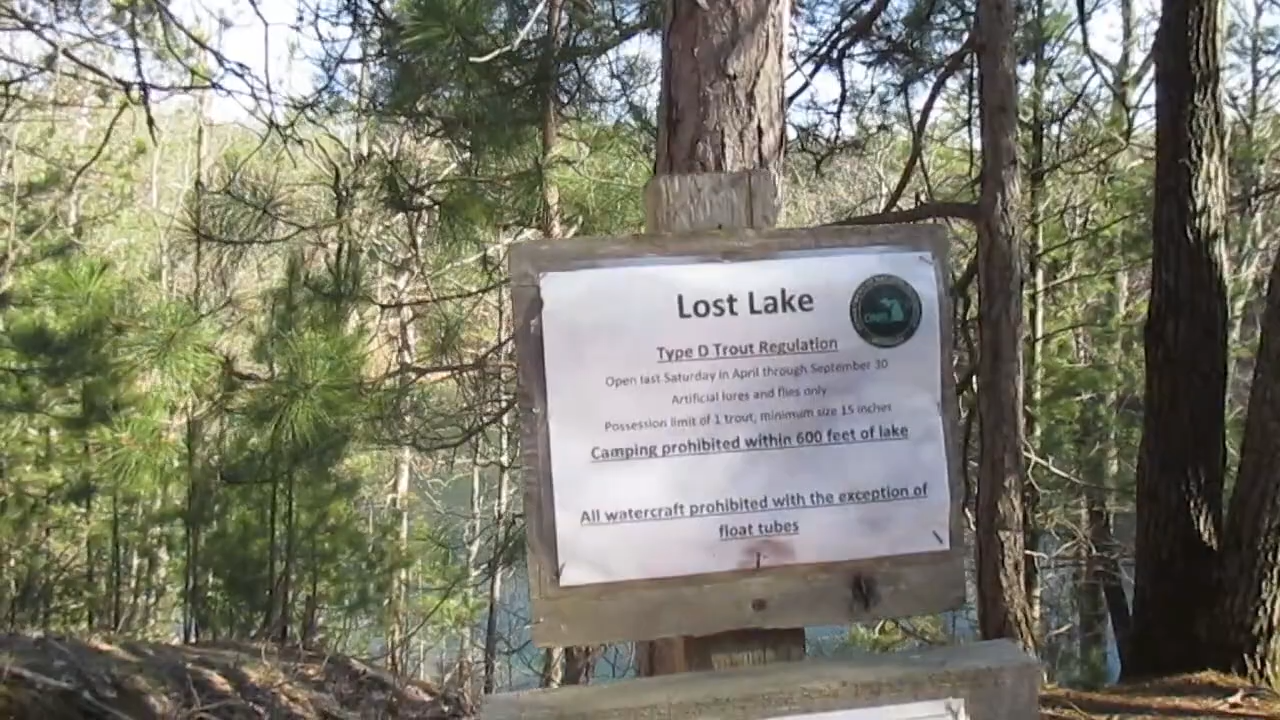 Lost Lake
DNR
Type D Trout Regulation
Open last Saturday in April through September 30
Artificial lures and flies only
Possession limit of 1 trout, minimum size 15 inches
Camping prohibited within 600 feet of lake
All watercraft prohibited with the exception of
float tubes